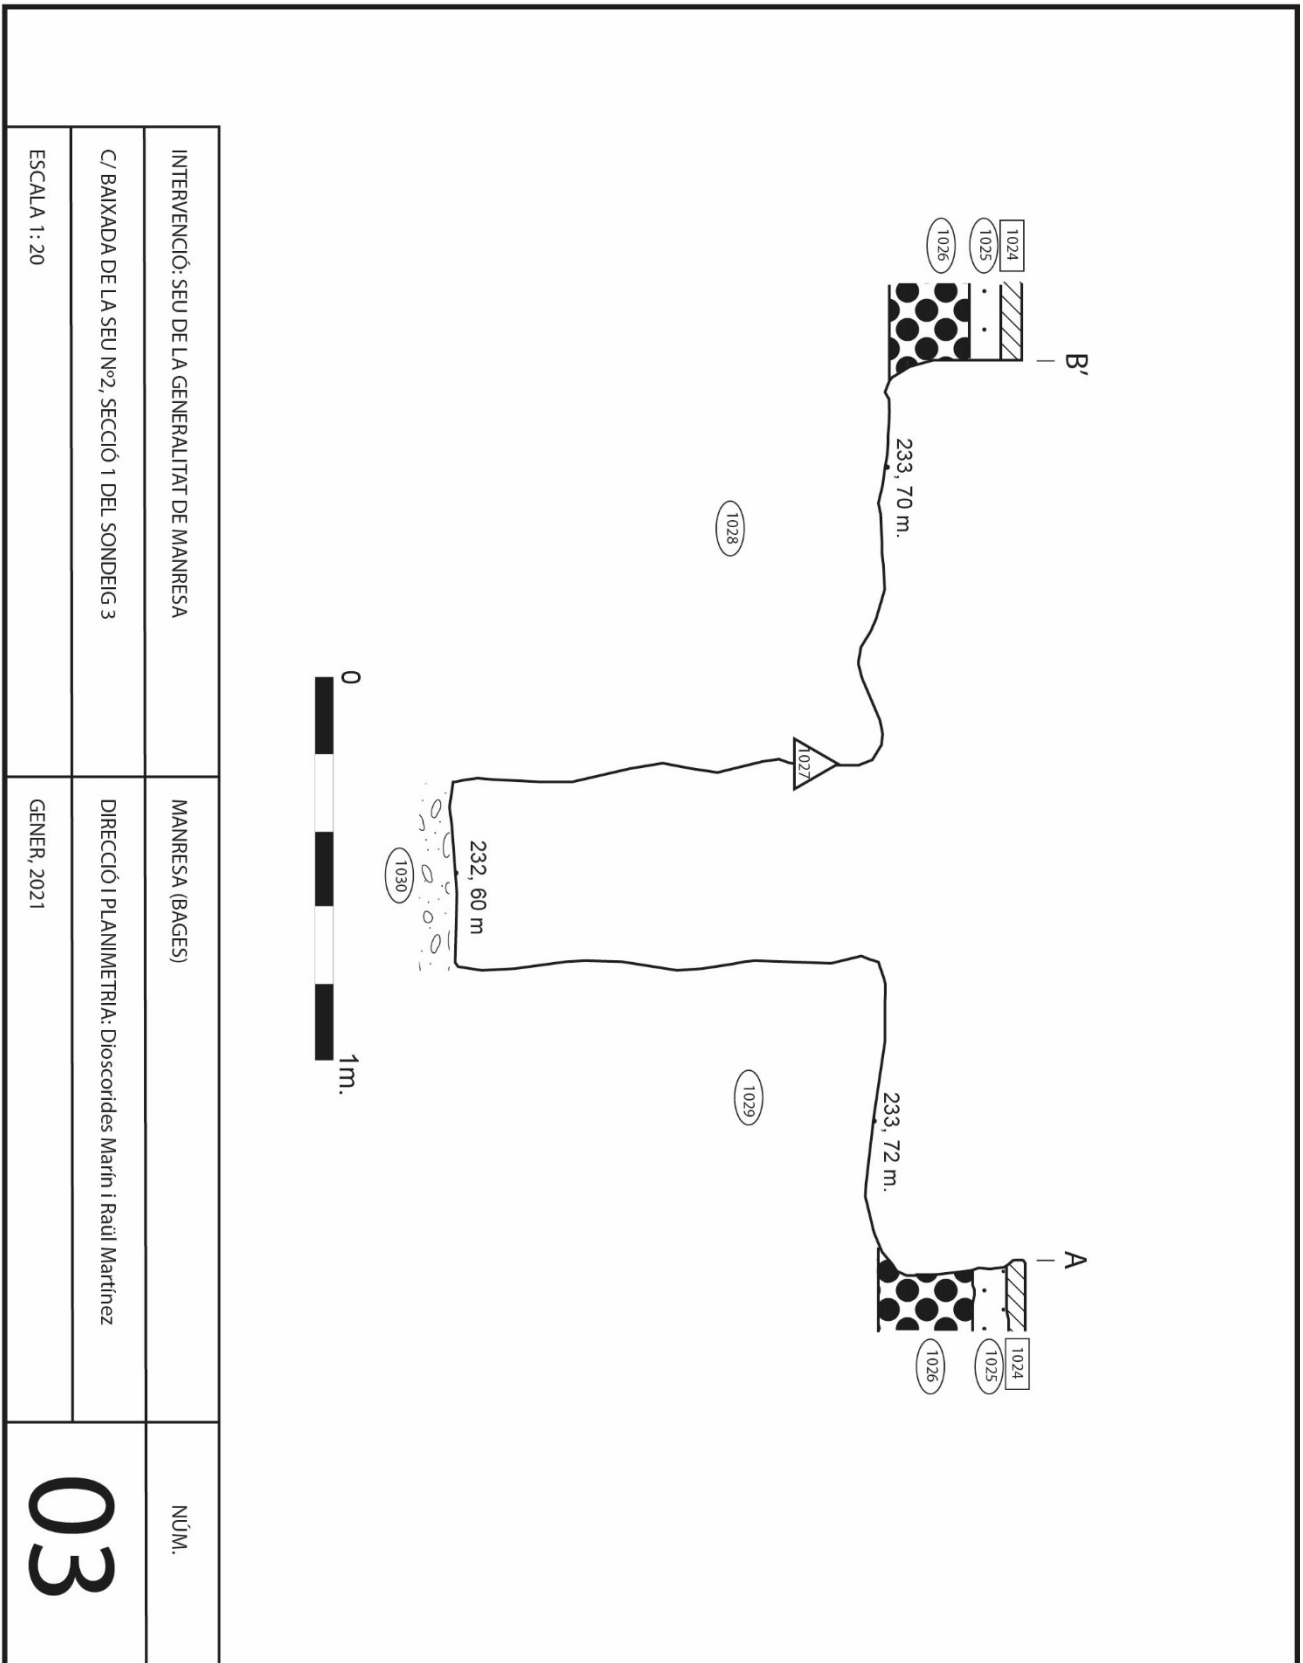 B’
A
1024
1025
1026
1024
1025
1026
233, 70 m.
233, 72 m.
1027
1028
1029
232, 60 m
1030
0
1m.
INTERVENCIÓ: SEU DE LA GENERALITAT DE MANRESA
MANRESA (BAGES)
NÚM.
C/ BAIXADA DE LA SEU Nº2, SECCIÓ 1 DEL SONDEIG 3
DIRECCIÓ I PLANIMETRIA: Dioscorides Marín i Raül Martínez
03
ESCALA 1: 20
GENER, 2021